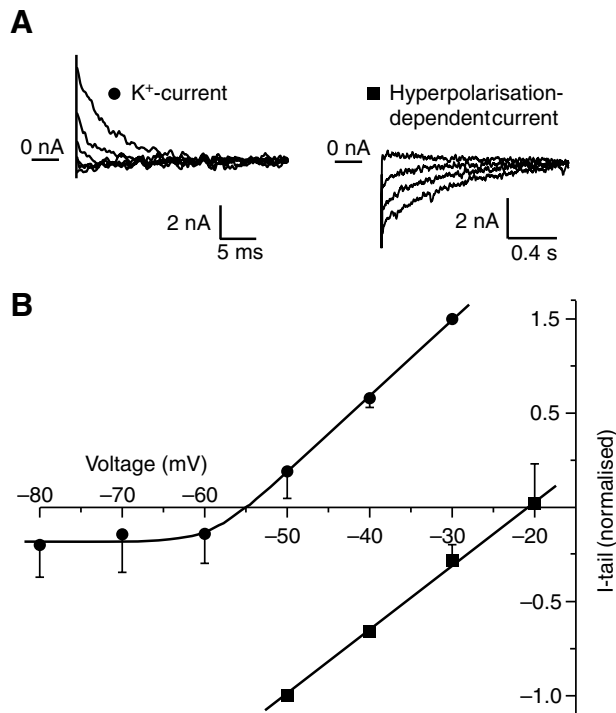 A
K⁺-current
Hyperpolarisation-
dependentcurrent
0 nA
0 nA
2 nA
5 ms
2 nA
0.4 s
B
Voltage (mV)
–80
–70
–60
–50
–40
–30
–20
1.5
0.5
–0.5
–1.0
I-tail (normalised)